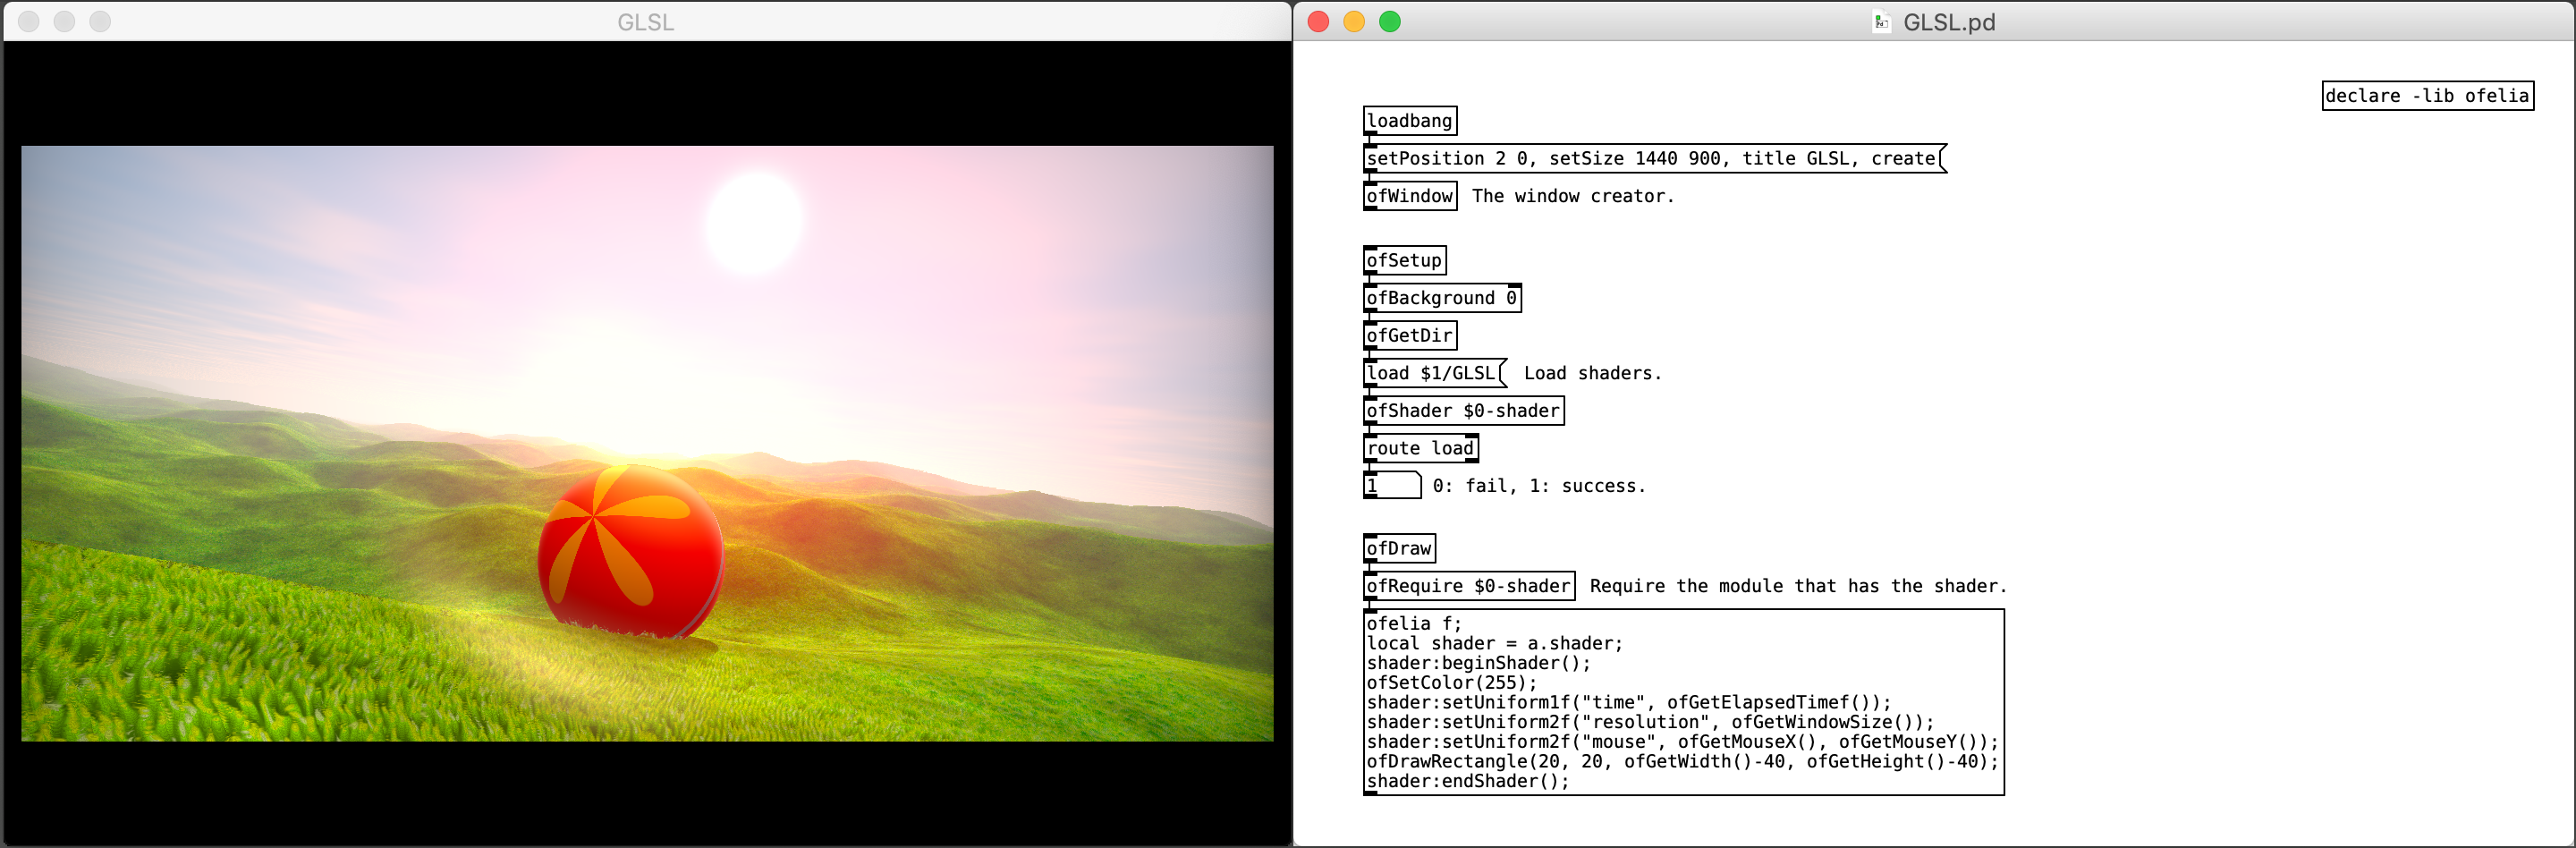 GLSL
GLSL.pd
declare -lib ofelia
loadbang
setPosition 2 0, setSize 1440 900, title GLSL, create
ofWindow The window creator.
ofSetup
ofBackground 0
ofGetDir
load $1/GLSL Load shaders.
ofShader $0-shader
route load
1 0: fail, 1: success.
ofDraw
ofRequire $0-shader Require the module that has the shader.
ofelia f;
local shader = a.shader;
shader:beginShader();
ofSetColor(255);
shader:setUniform1f("time", ofGetElapsedTimef());
shader:setUniform2f("resolution", ofGetWindowSize());
shader:setUniform2f("mouse", ofGetMouseX(), ofGetMouseY());
ofDrawRectangle(20, 20, ofGetWidth()-40, ofGetHeight()-40);
shader:endShader();